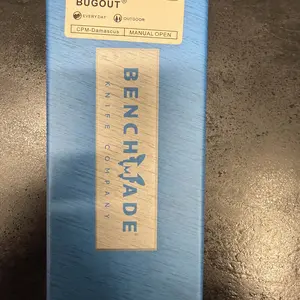 BUGOUT®
EVERYDAY OUTDOOR
CPM-Damascus MANUAL OPEN
BENCHMADE®
KNIFE COMPANY